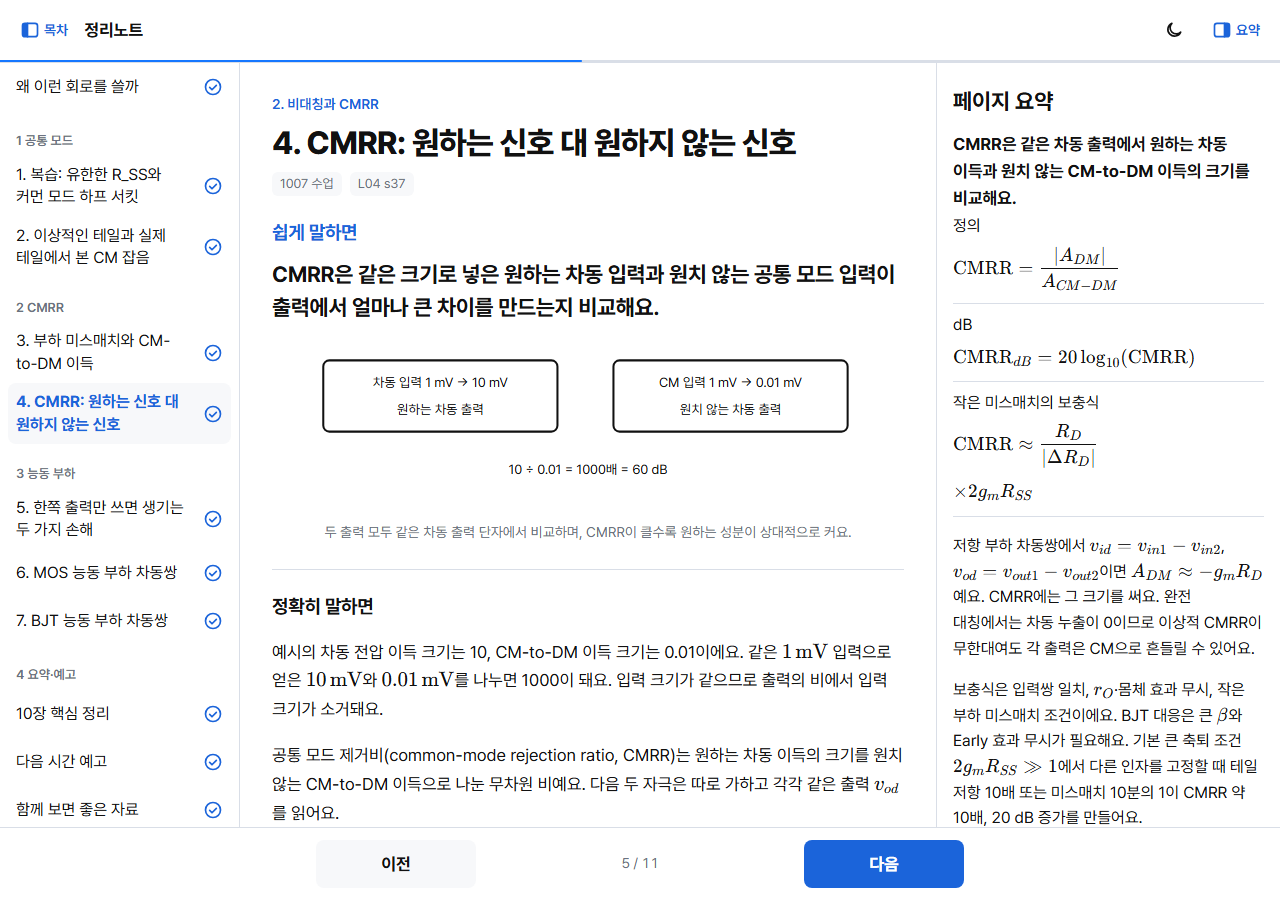 목차 정리노트 요약
왜 이런 회로를 쓸까
1 공통 모드
1. 복습: 유한한 R_SS와
커먼 모드 하프 서킷
2. 이상적인 테일과 실제
테일에서 본 CM 잡음
2 CMRR
3. 부하 미스매치와 CM-
to-DM 이득
4. CMRR: 원하는 신호 대
원하지 않는 신호
3 능동 부하
5. 한쪽 출력만 쓰면 생기는
두 가지 손해
6. MOS 능동 부하 차동쌍
7. BJT 능동 부하 차동쌍
4 요약·예고
10장 핵심 정리
다음 시간 예고
함께 보면 좋은 자료
2. 비대칭과 CMRR
4. CMRR: 원하는 신호 대 원하지 않는 신호
1007 수업 L04 s37
쉽게 말하면
CMRR은 같은 크기로 넣은 원하는 차동 입력과 원치 않는 공통 모드 입력이
출력에서 얼마나 큰 차이를 만드는지 비교해요.
차동 입력 1 mV → 10 mV
원하는 차동 출력
CM 입력 1 mV → 0.01 mV
원치 않는 차동 출력
10 ÷ 0.01 = 1000배 = 60 dB
두 출력 모두 같은 차동 출력 단자에서 비교하며, CMRR이 클수록 원하는 성분이 상대적으로 커요.
정확히 말하면
예시의 차동 전압 이득 크기는 10, CM-to-DM 이득 크기는 0.01이에요. 같은 1 mV 입력으로
얻은 10 mV와 0.01 mV를 나누면 1000이 돼요. 입력 크기가 같으므로 출력의 비에서 입력
크기가 소거돼요.
공통 모드 제거비(common-mode rejection ratio, CMRR)는 원하는 차동 이득의 크기를 원치
않는 CM-to-DM 이득으로 나눈 무차원 비예요. 다음 두 자극은 따로 가하고 각각 같은 출력 v_od
를 읽어요.
페이지 요약
CMRR은 같은 차동 출력에서 원하는 차동
이득과 원치 않는 CM-to-DM 이득의 크기를
비교해요.
정의
CMRR = |A_DM| / A_CM−DM
dB
CMRR_dB = 20 log_10(CMRR)
작은 미스매치의 보충식
CMRR ≈ R_D / |ΔR_D|
×2g_mR_SS
저항 부하 차동쌍에서 v_id = v_in1 − v_in2,
v_od = v_out1 − v_out2이면 A_DM ≈ −g_mR_D
예요. CMRR에는 그 크기를 써요. 완전
대칭에서는 차동 누출이 0이므로 이상적 CMRR이
무한대여도 각 출력은 CM으로 흔들릴 수 있어요.
보충식은 입력쌍 일치, r_O·몸체 효과 무시, 작은
부하 미스매치 조건이에요. BJT 대응은 큰 β와
Early 효과 무시가 필요해요. 기본 큰 축퇴 조건
2g_mR_SS ≫ 1에서 다른 인자를 고정할 때 테일
저항 10배 또는 미스매치 10분의 1이 CMRR 약
10배, 20 dB 증가를 만들어요.
이전 5 / 11 다음